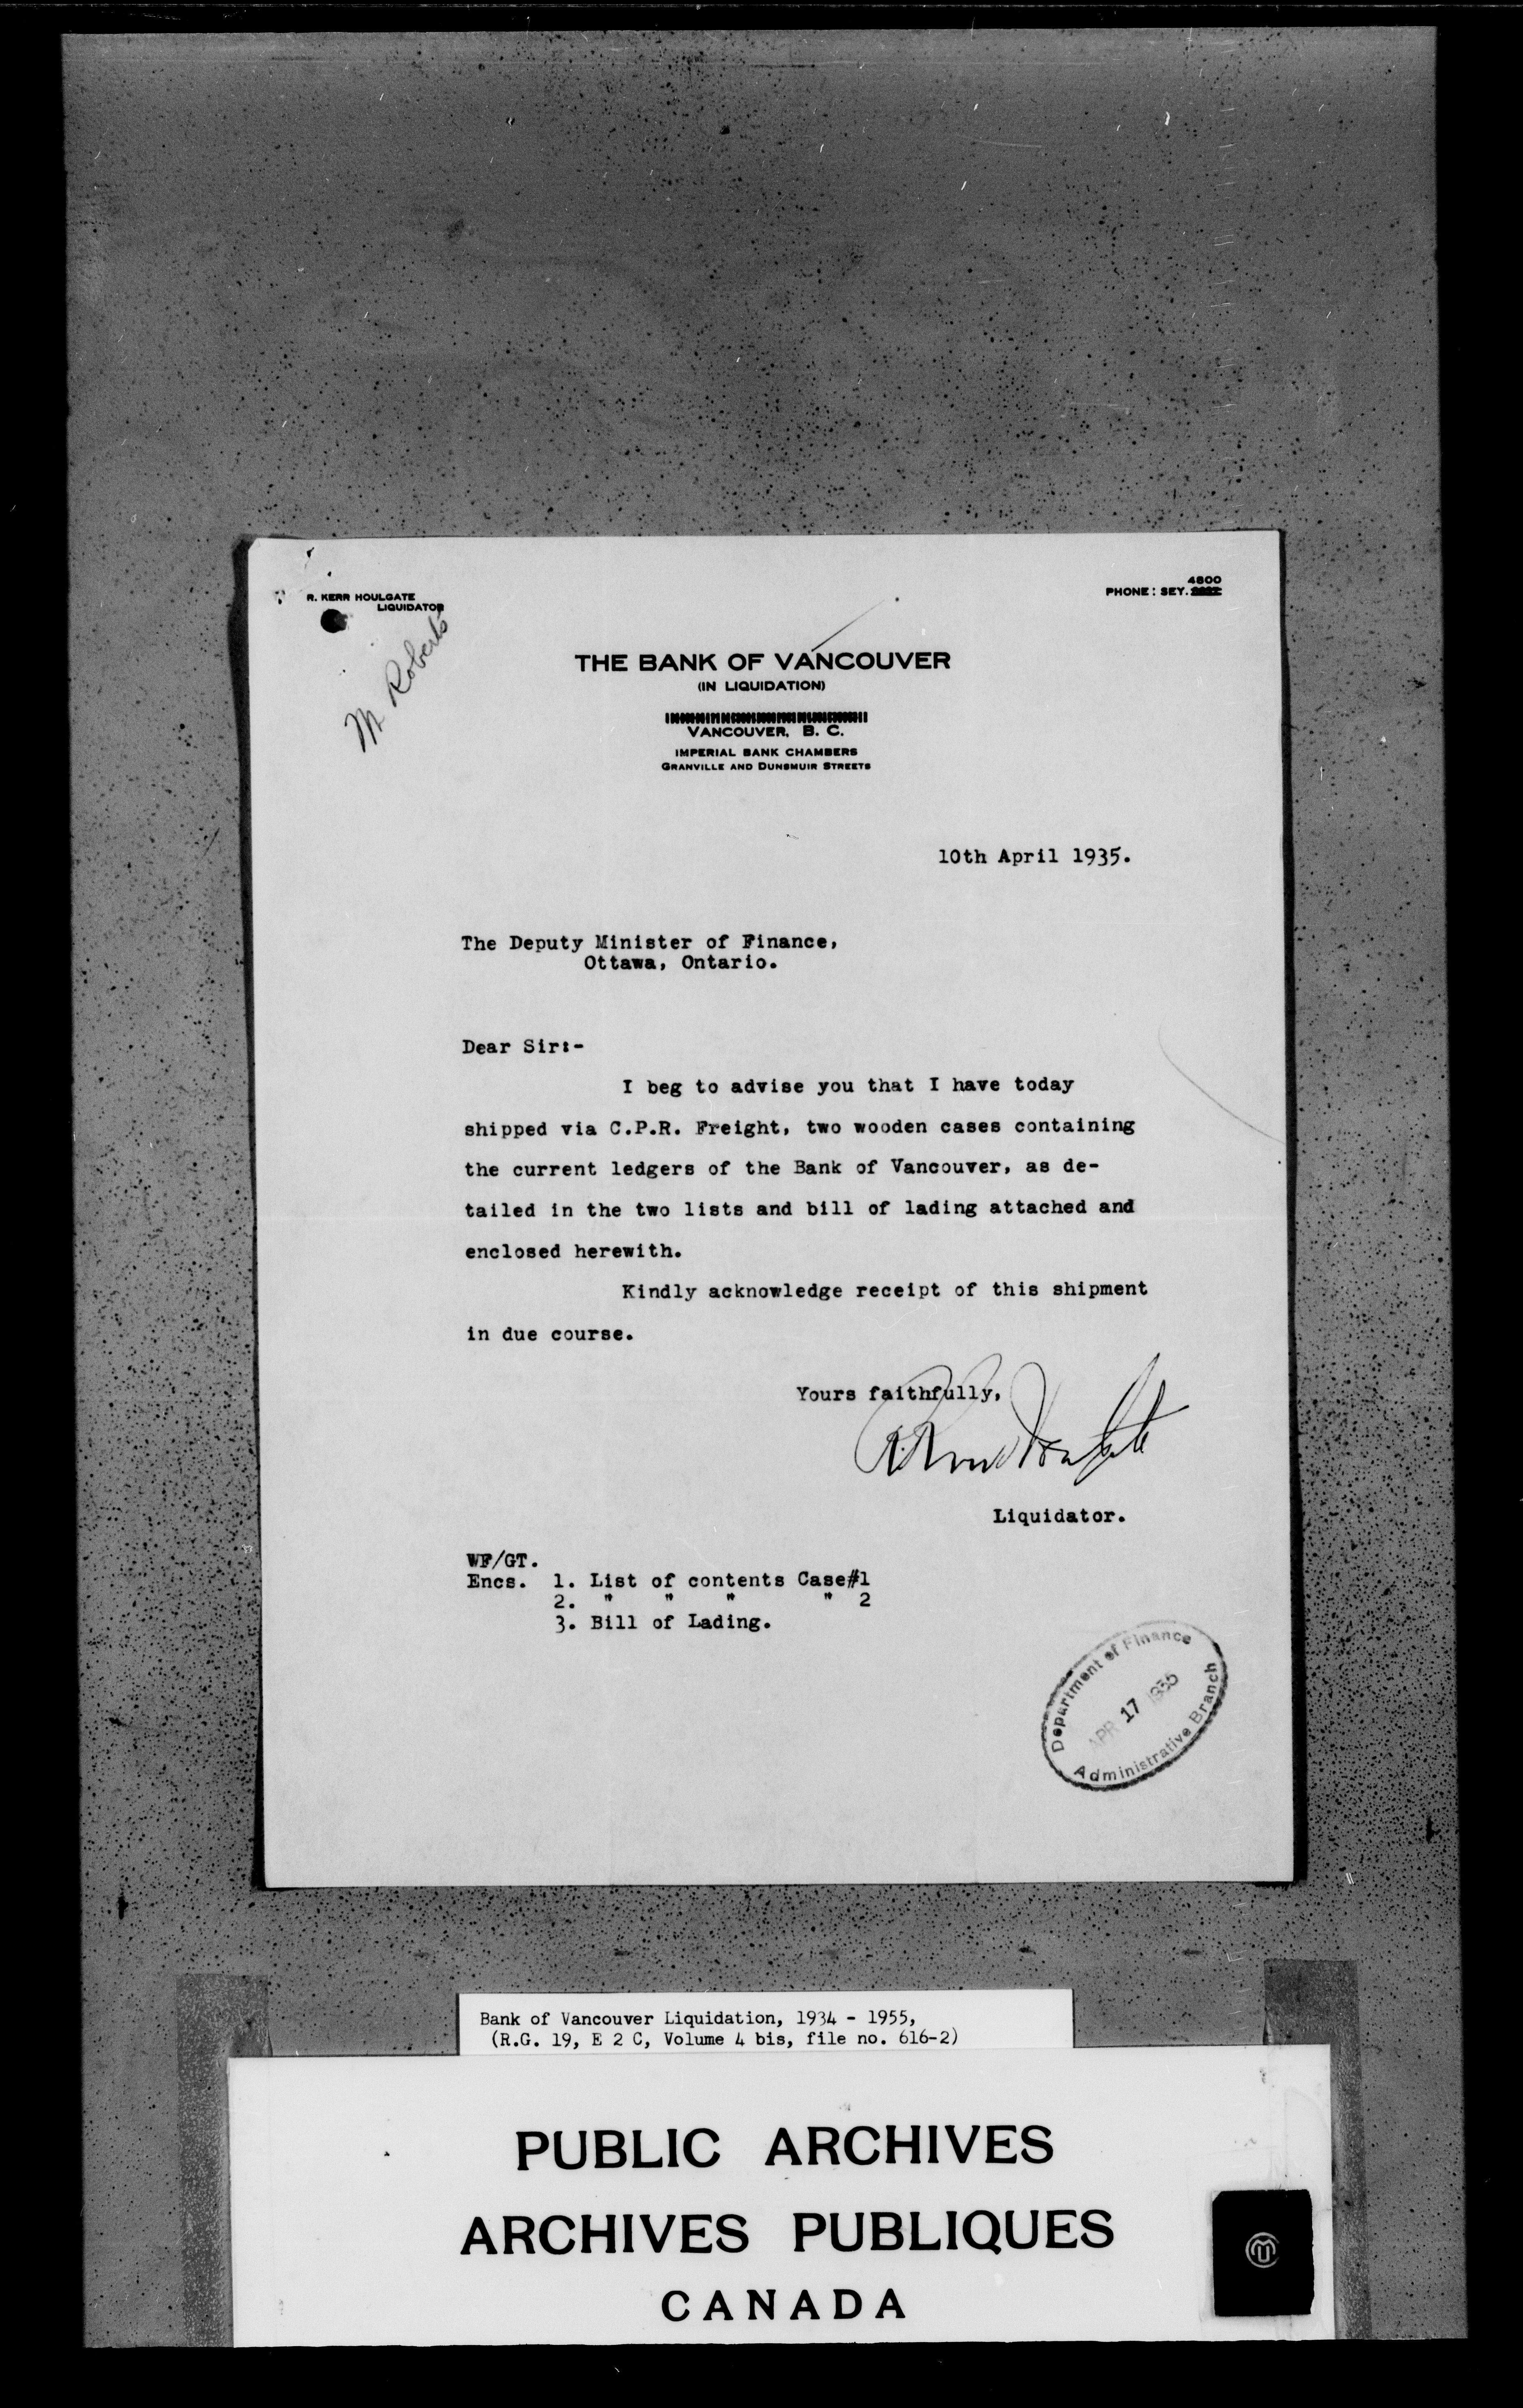 R. KERR HOULGATE
LIQUIDATOR
4800
PHONE: SEY.
M Roberts
THE BANK OF VANCOUVER
(IN LIQUIDATION)
VANCOUVER, B. C.
IMPERIAL BANK CHAMBERS
GRANVILLE AND DUNSMUIR STREETS
10th April 1935.
The Deputy Minister of Finance,
Ottawa, Ontario.
Dear Sir:-
I beg to advise you that I have today
shipped via C.P.R. Freight, two wooden cases containing
the current ledgers of the Bank of Vancouver, as de-
tailed in the two lists and bill of lading attached and
enclosed herewith.
Kindly acknowledge receipt of this shipment
in due course.
Yours faithfully,
Liquidator.
WF/GT.
Encs. 1. List of contents Case#1
2. " " " " 2
3. Bill of Lading.
Department of Finance
APR 17 1935
Administrative Branch
Bank of Vancouver Liquidation, 1934 - 1955,
(R.G. 19, E 2 C, Volume 4 bis, file no. 616-2)
PUBLIC ARCHIVES
ARCHIVES PUBLIQUES
CANADA